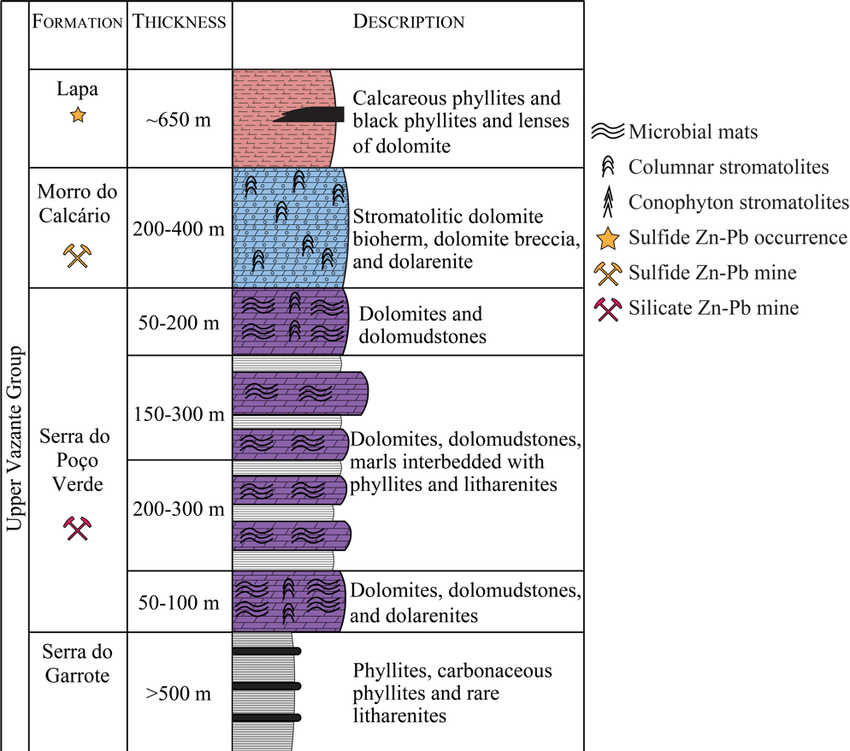 FORMATION
THICKNESS
DESCRIPTION
Upper Vazante Group
Lapa
~650 m
Calcareous phyllites and
black phyllites and lenses
of dolomite
Morro do
Calcário
200-400 m
Stromatolitic dolomite
bioherm, dolomite breccia,
and dolarenite
Serra do
Poço
Verde
50-200 m
Dolomites and
dolomudstones
150-300 m
200-300 m
Dolomites, dolomudstones,
marls interbedded with
phyllites and litharenites
50-100 m
Dolomites, dolomudstones,
and dolarenites
Serra do
Garrote
>500 m
Phyllites, carbonaceous
phyllites and rare
litharenites
Microbial mats
Columnar stromatolites
Conophyton stromatolites
Sulfide Zn-Pb occurrence
Sulfide Zn-Pb mine
Silicate Zn-Pb mine